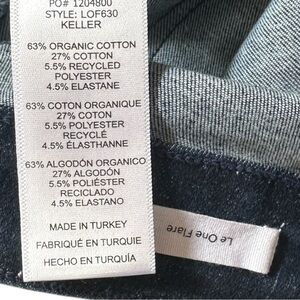 PO# 1204800
STYLE: LOF630
KELLER
63% ORGANIC COTTON
27% COTTON
5.5% RECYCLED
POLYESTER
4.5% ELASTANE
63% COTON ORGANIQUE
27% COTON
5.5% POLYESTER
RECYCLÉ
4.5% ÉLASTHANNE
63% ALGODÓN ORGANICO
27% ALGODÓN
5.5% POLIÉSTER
RECICLADO
4.5% ELASTANO
MADE IN TURKEY
FABRIQUÉ EN TURQUIE
HECHO EN TURQUÍA
Le One Flare